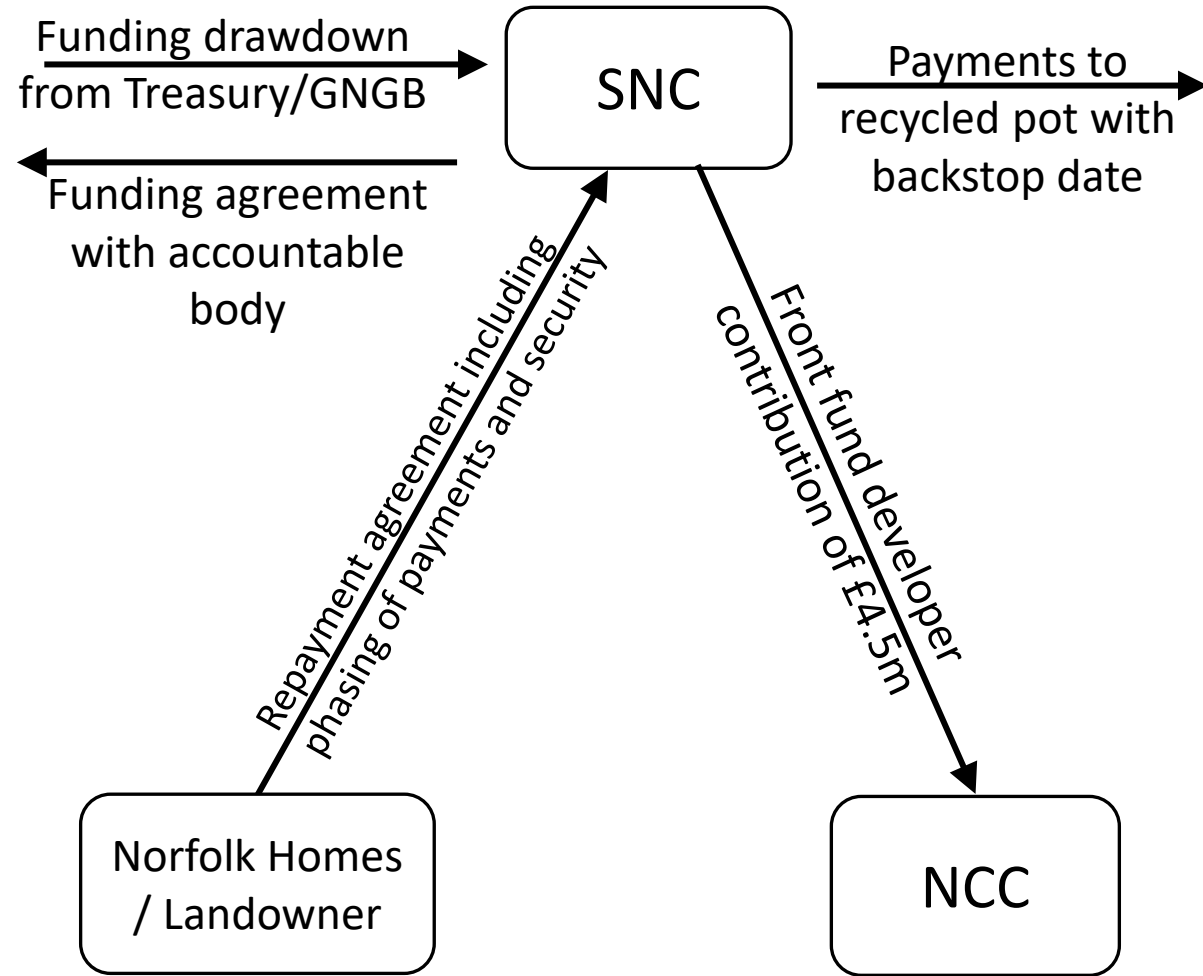 Funding drawdown
from Treasury/GNGB
SNC
Payments to
recycled pot with
backstop date
Funding agreement
with accountable
body
Repayment agreement including
phasing of payments and security
Front fund developer
contribution of £4.5m
Norfolk Homes
/ Landowner
NCC